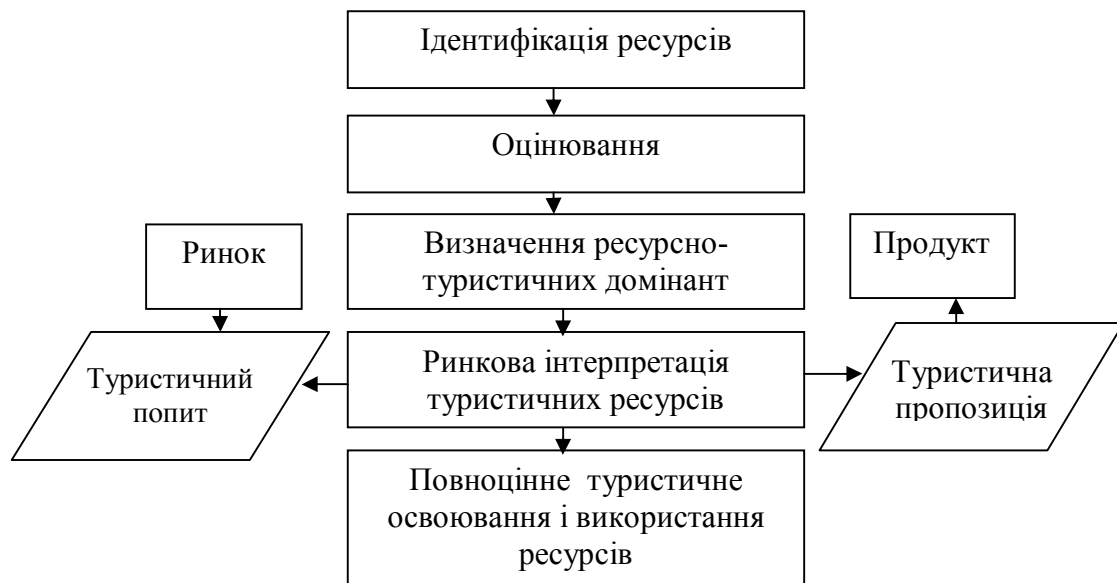 Ідентифікація ресурсів
Оцінювання
Визначення ресурсно-
туристичних домінант
Ринок
Продукт
Ринкова інтерпретація
туристичних ресурсів
Туристичний
попит
Туристична
пропозиція
Повноцінне туристичне
освоювання і використання
ресурсів